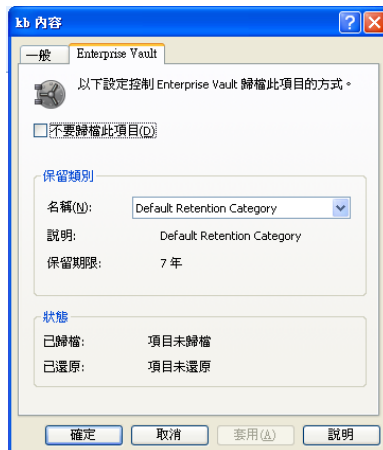 kb 內容
一般 Enterprise Vault
以下設定控制 Enterprise Vault 歸檔此項目的方式。
不要歸檔此項目(D)
保留類別
名稱(N): Default Retention Category
說明: Default Retention Category
保留期限: 7 年
狀態
已歸檔: 項目未歸檔
已還原: 項目未還原
確定 取消 套用(A) 說明